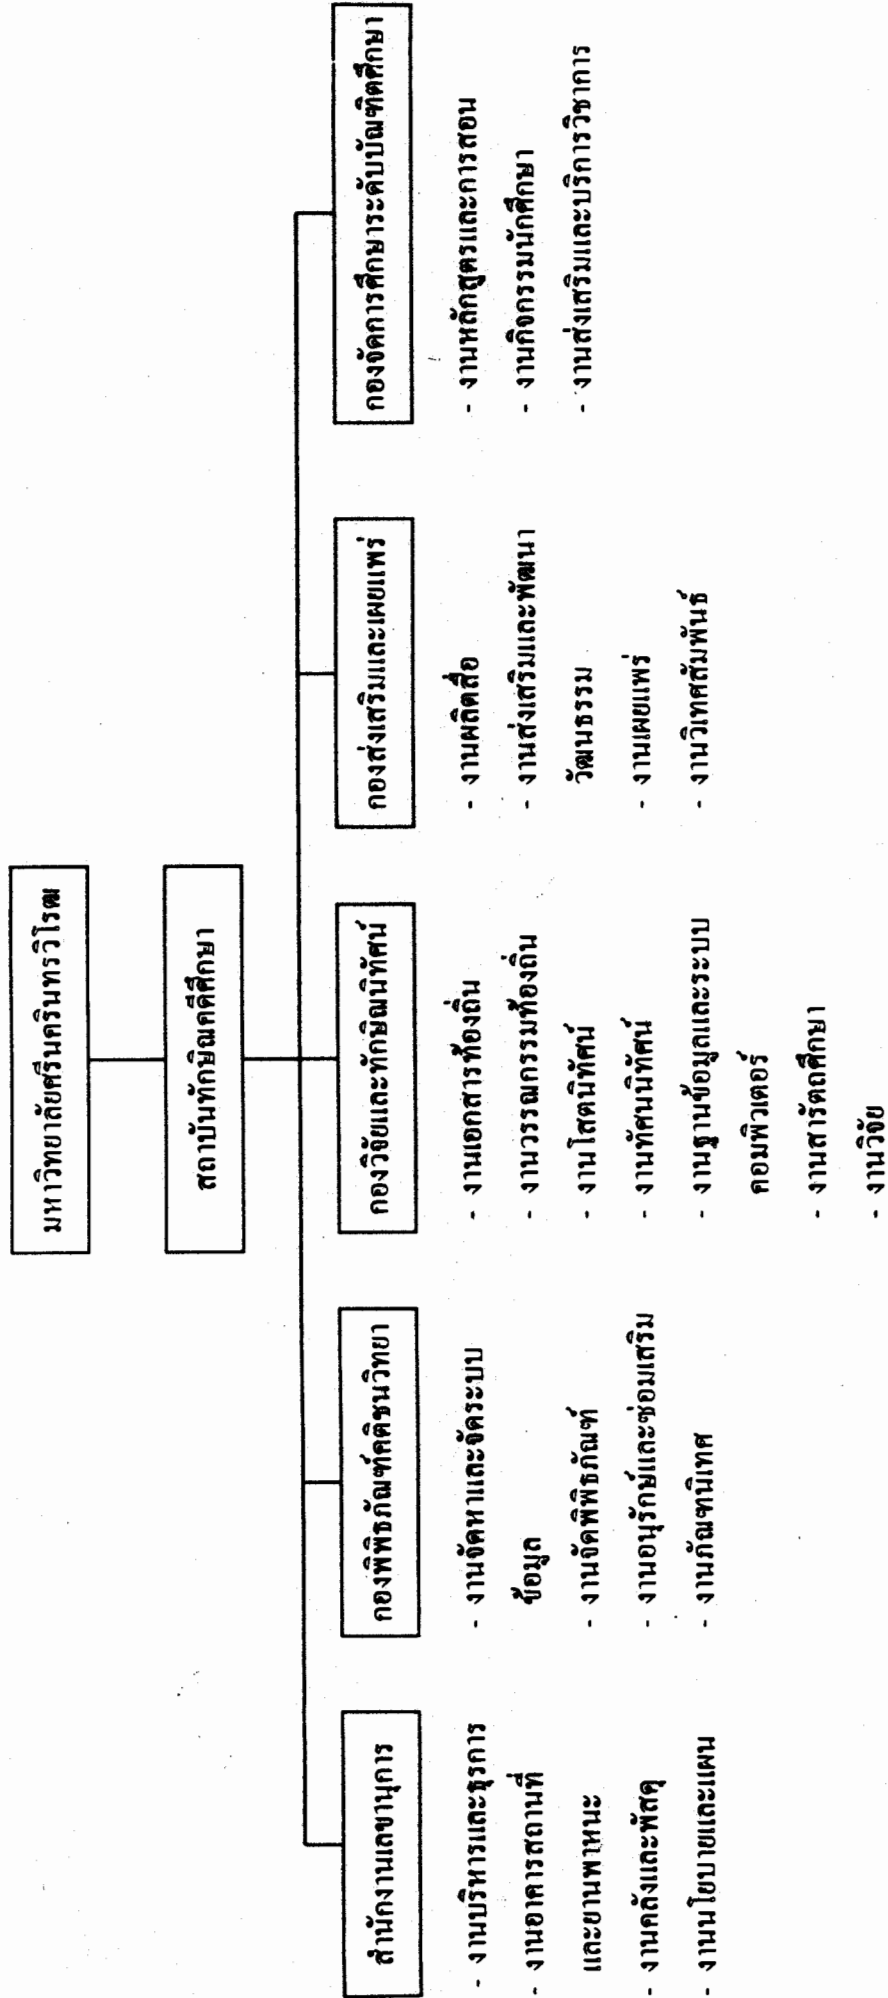 มหาวิทยาลัยศรีนครินทรวิโรฒ
สถาบันทักษิณคดีศึกษา
สำนักงานเลขานุการ
- งานบริหารและธุรการ
- งานอาคารสถานที่
และยานพาหนะ
- งานคลังและพัสดุ
- งานนโยบายและแผน
กองพิพิธภัณฑ์คติชนวิทยา
- งานจัดหาและจัดระบบ
ข้อมูล
- งานจัดพิพิธภัณฑ์
- งานอนุรักษ์และซ่อมเสริม
- งานภัณฑนิเทศ
กองวิจัยและทักษิณนิทัศน์
- งานเอกสารท้องถิ่น
- งานวรรณกรรมท้องถิ่น
- งานโสตนิทัศน์
- งานทัศนนิทัศน์
- งานฐานข้อมูลและระบบ
คอมพิวเตอร์
- งานสารัตถศึกษา
- งานวิจัย
กองส่งเสริมและเผยแพร่
- งานผลิตสื่อ
- งานส่งเสริมและพัฒนา
วัฒนธรรม
- งานเผยแพร่
- งานวิเทศสัมพันธ์
กองจัดการศึกษาระดับบัณฑิตศึกษา
- งานหลักสูตรและการสอน
- งานกิจกรรมนักศึกษา
- งานส่งเสริมและบริการวิชาการ